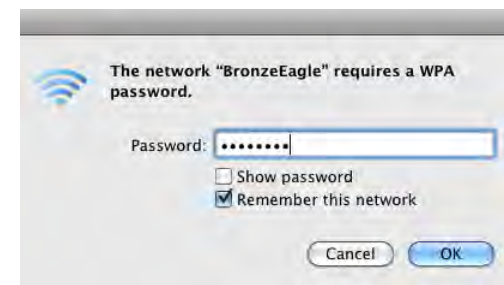 The network “BronzeEagle” requires a WPA
password.
Password: ••••••••
Show password
Remember this network
Cancel OK